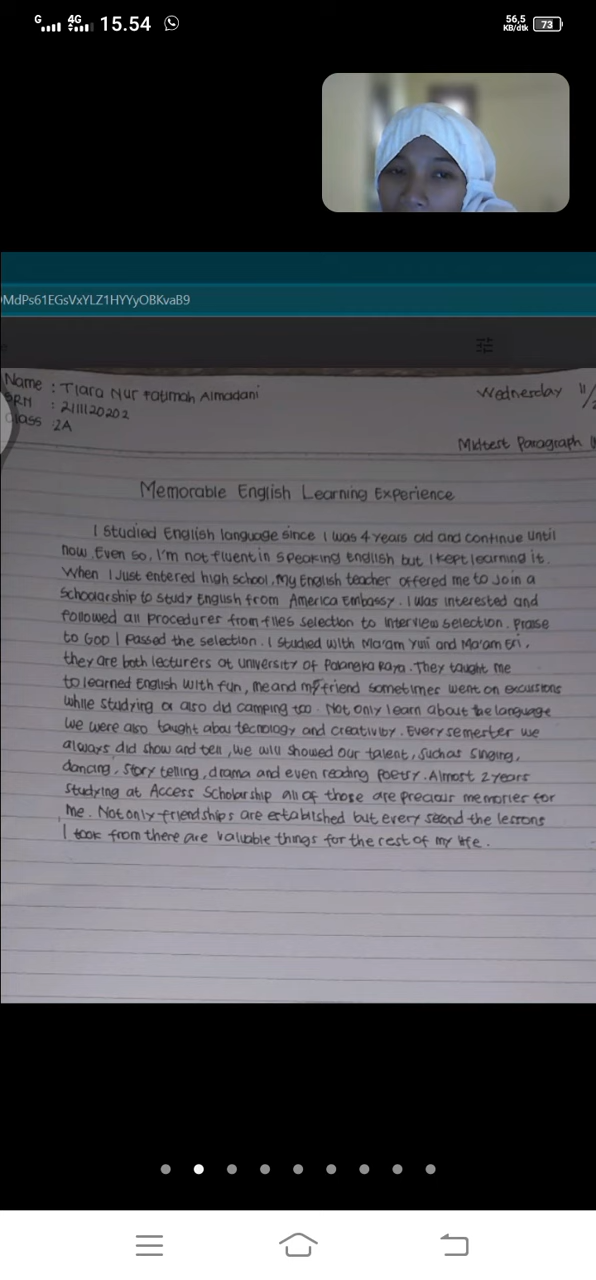 G 4G 15.54 56,5 KB/dtk 73
MdPs61EGsVxYLZ1HYYyOBKvaB9
Name : Tiara Nur Fatimah Almadani Wednesday 11/
SRN : 2111120202
Class : 2A
Midtest Paragraph
Memorable English Learning Experience
I studied English language since I was 4 years old and continue until
now. Even so, I'm not fluent in speaking English but I kept learning it.
When I Just entered high school, My English teacher offered me to Join a
Schoolarship to study English from America Embassy. I was interested and
followed all procedures from files selection to interview selection. Praise
to GOD I passed the selection. I studied with Ma'am Yuli and Ma'am Eri,
they are both lecturers at University of Palangka Raya. They taught me
to learned English with fun, me and my friend sometimes went on excursions
while studying or also did camping too. Not only learn about the language
we were also taught about tecnology and creativity. Every semester we
always did show and tell, we will showed our talent, such as singing,
dancing, story telling, drama and even reading poetry. Almost 2 years
studying at Access Scholarship all of those are precious memories for
me. Not only friendships are established but every second the lessons
I took from there are valuable things for the rest of my life.